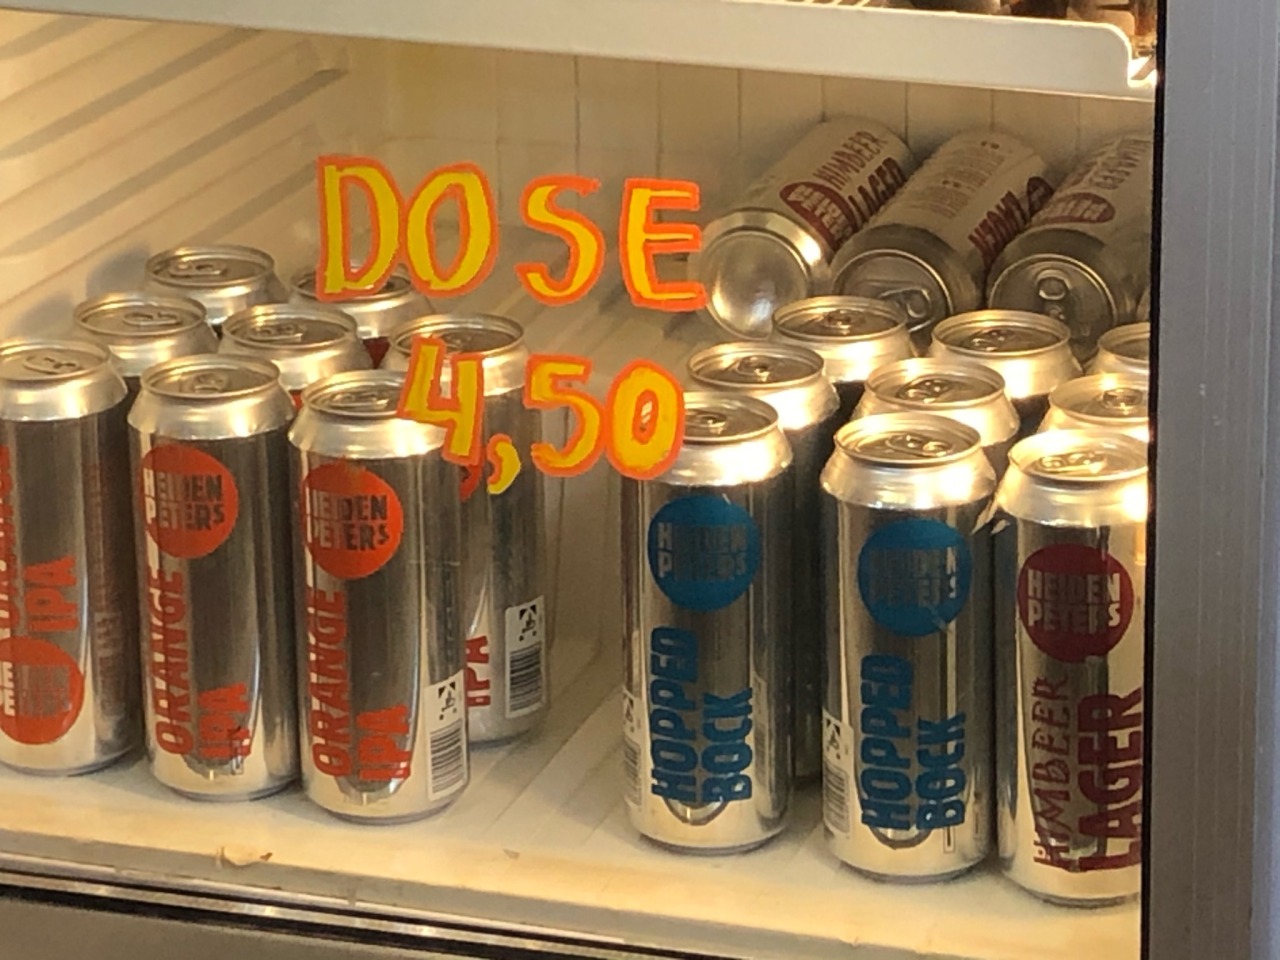 DOSE
4,50
HIMBEER
LAGER
IPA
HEIDEN
PETERS
ORANGE
IPA
HEIDEN
PETERS
ORANGE
IPA
IPA
HEIDEN
PETERS
HOPPED
BOCK
HEIDEN
PETERS
HOPPED
BOCK
HEIDEN
PETERS
HIMBEER
LAGER